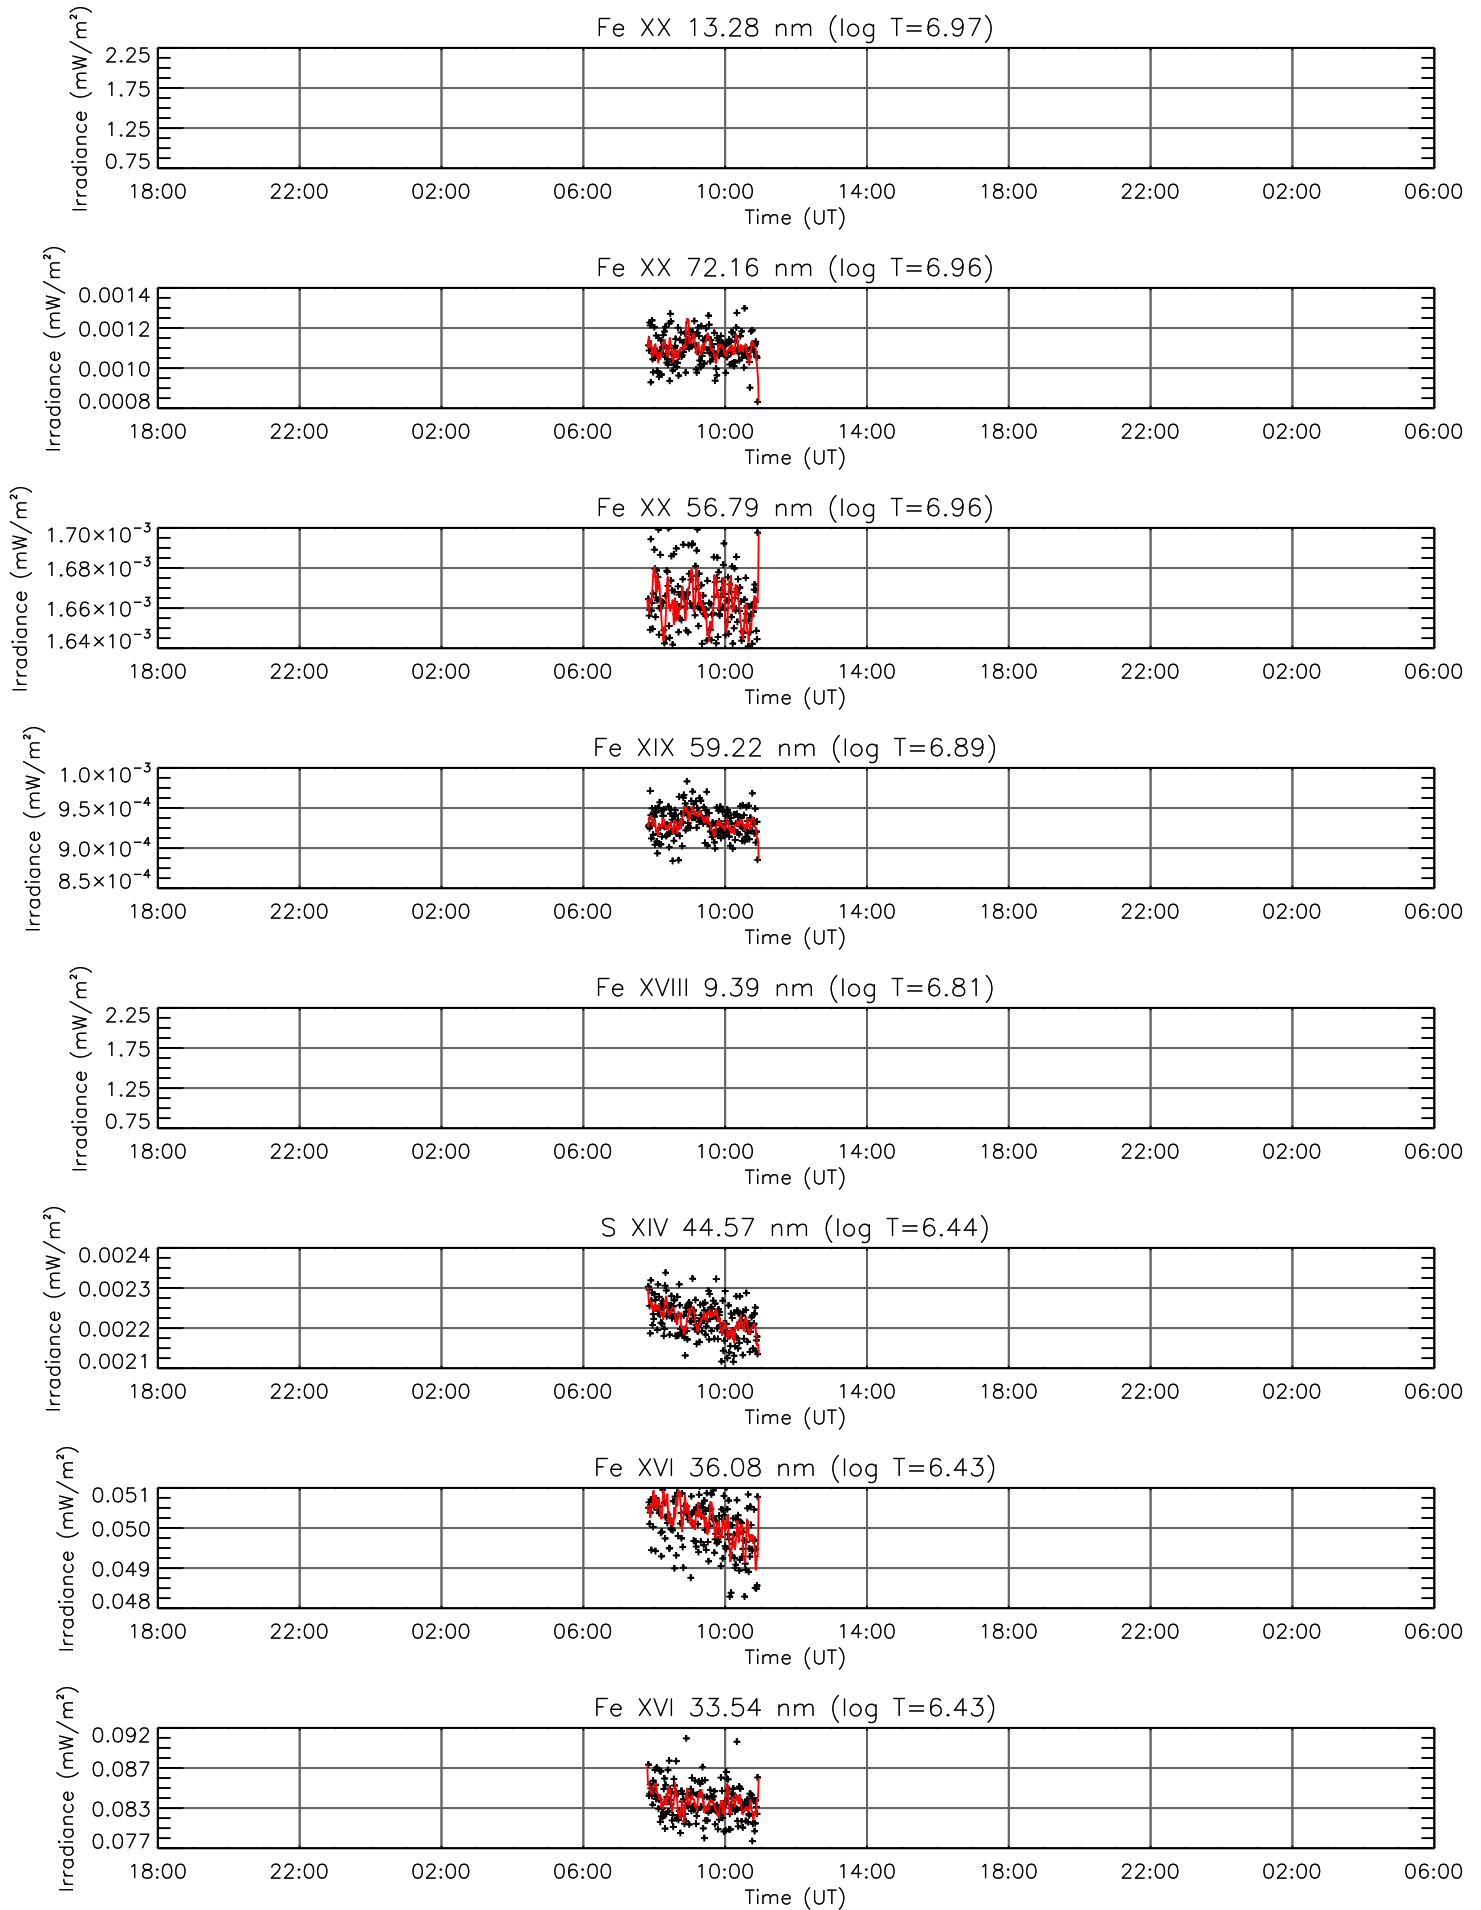 Fe XX 13.28 nm (log T=6.97)
Irradiance (mW/m²)
2.25
1.75
1.25
0.75
18:00 22:00 02:00 06:00 10:00 14:00 18:00 22:00 02:00 06:00
Time (UT)
Fe XX 72.16 nm (log T=6.96)
Irradiance (mW/m²)
0.0014
0.0012
0.0010
0.0008
18:00 22:00 02:00 06:00 10:00 14:00 18:00 22:00 02:00 06:00
Time (UT)
Fe XX 56.79 nm (log T=6.96)
Irradiance (mW/m²)
1.70×10⁻³
1.68×10⁻³
1.66×10⁻³
1.64×10⁻³
18:00 22:00 02:00 06:00 10:00 14:00 18:00 22:00 02:00 06:00
Time (UT)
Fe XIX 59.22 nm (log T=6.89)
Irradiance (mW/m²)
1.0×10⁻³
9.5×10⁻⁴
9.0×10⁻⁴
8.5×10⁻⁴
18:00 22:00 02:00 06:00 10:00 14:00 18:00 22:00 02:00 06:00
Time (UT)
Fe XVIII 9.39 nm (log T=6.81)
Irradiance (mW/m²)
2.25
1.75
1.25
0.75
18:00 22:00 02:00 06:00 10:00 14:00 18:00 22:00 02:00 06:00
Time (UT)
S XIV 44.57 nm (log T=6.44)
Irradiance (mW/m²)
0.0024
0.0023
0.0022
0.0021
18:00 22:00 02:00 06:00 10:00 14:00 18:00 22:00 02:00 06:00
Time (UT)
Fe XVI 36.08 nm (log T=6.43)
Irradiance (mW/m²)
0.051
0.050
0.049
0.048
18:00 22:00 02:00 06:00 10:00 14:00 18:00 22:00 02:00 06:00
Time (UT)
Fe XVI 33.54 nm (log T=6.43)
Irradiance (mW/m²)
0.092
0.087
0.083
0.077
18:00 22:00 02:00 06:00 10:00 14:00 18:00 22:00 02:00 06:00
Time (UT)